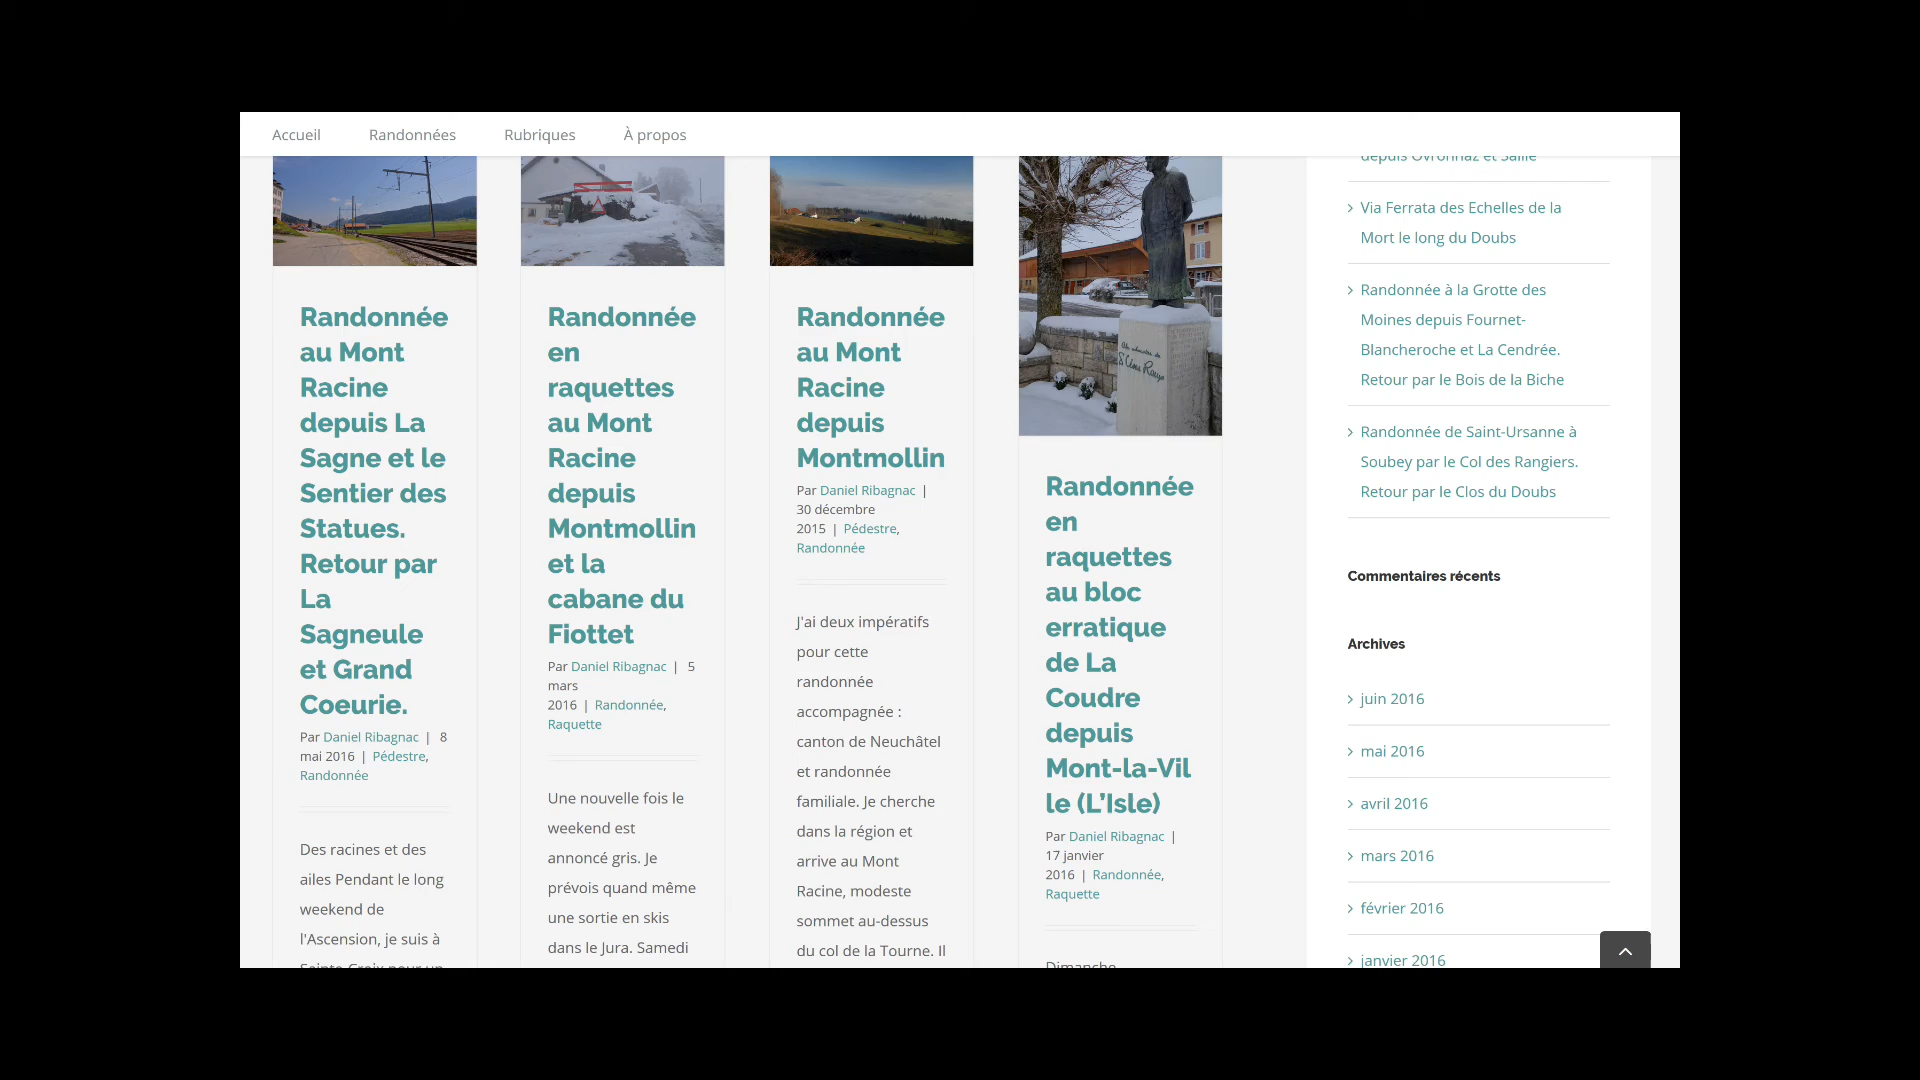 Accueil
Randonnées
Rubriques
À propos
Randonnée
au Mont
Racine
depuis La
Sagne et le
Sentier des
Statues.
Retour par
La
Sagneule
et Grand
Coeurie.
Par Daniel Ribagnac | 8
mai 2016 | Pédestre,
Randonnée
Des racines et des
ailes Pendant le long
weekend de
l'Ascension, je suis à
Sainte-Croix pour un
Randonnée
en
raquettes
au Mont
Racine
depuis
Montmollin
et la
cabane du
Fiottet
Par Daniel Ribagnac | 5
mars
2016 | Randonnée,
Raquette
Une nouvelle fois le
weekend est
annoncé gris. Je
prévois quand même
une sortie en skis
dans le Jura. Samedi
Randonnée
au Mont
Racine
depuis
Montmollin
Par Daniel Ribagnac |
30 décembre
2015 | Pédestre,
Randonnée
J'ai deux impératifs
pour cette
randonnée
accompagnée :
canton de Neuchâtel
et randonnée
familiale. Je cherche
dans la région et
arrive au Mont
Racine, modeste
sommet au-dessus
du col de la Tourne. Il
Randonnée
en
raquettes
au bloc
erratique
de La
Coudre
depuis
Mont-la-Vil
le (L’Isle)
Par Daniel Ribagnac |
17 janvier
2016 | Randonnée,
Raquette
Dimanche
depuis Ovronnaz et Saille
Via Ferrata des Echelles de la
Mort le long du Doubs
Randonnée à la Grotte des
Moines depuis Fournet-
Blancheroche et La Cendrée.
Retour par le Bois de la Biche
Randonnée de Saint-Ursanne à
Soubey par le Col des Rangiers.
Retour par le Clos du Doubs
Commentaires récents
Archives
juin 2016
mai 2016
avril 2016
mars 2016
février 2016
janvier 2016